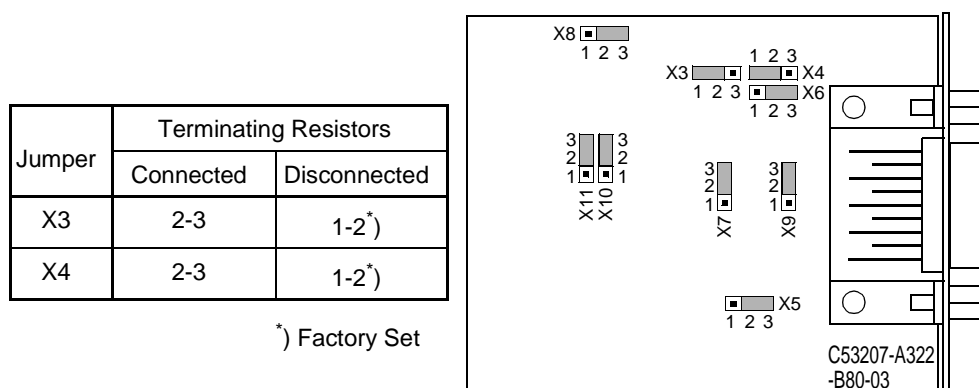 Jumper
Terminating Resistors
Connected
Disconnected
X3
2-3
1-2*)
X4
2-3
1-2*)
*) Factory Set
X8
1 2 3
X3
1 2 3
1 2 3
X4
X6
1 2 3
3
2
1
X11
3
2
1
X10
3
2
1
X7
3
2
1
X9
X5
1 2 3
C53207-A322
-B80-03